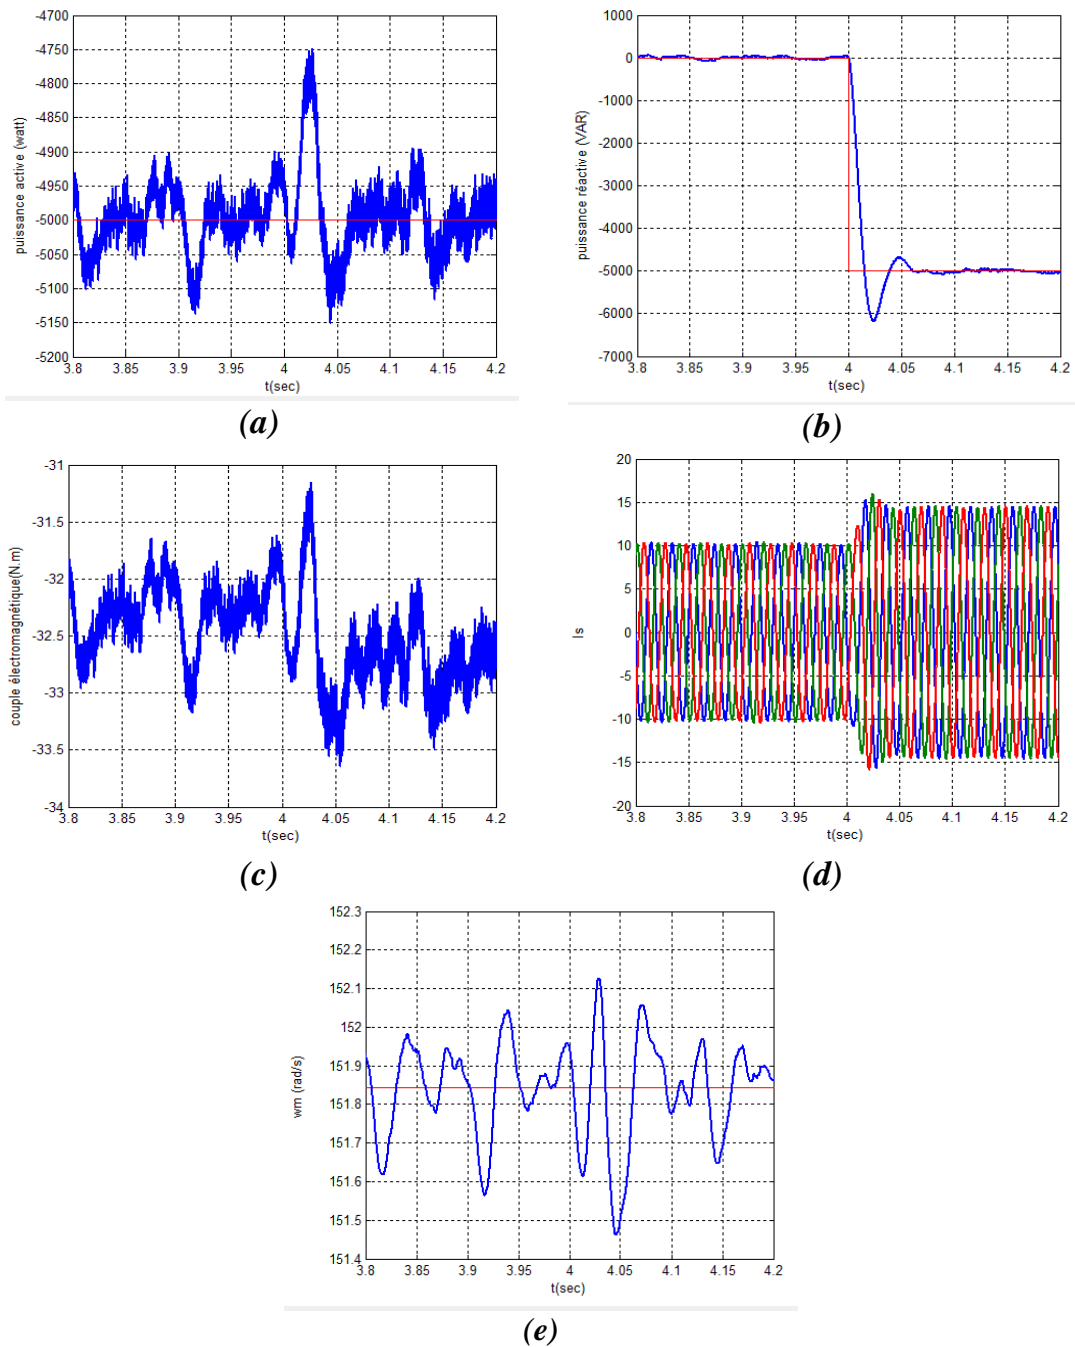 -4700
-4750
-4800
-4850
-4900
-4950
-5000
-5050
-5100
-5150
-5200
puissance active (watt)
3.8 3.85 3.9 3.95 4 4.05 4.1 4.15 4.2
t(sec)
(a)
1000
0
-1000
-2000
-3000
-4000
-5000
-6000
-7000
puissance réactive (VAR)
3.8 3.85 3.9 3.95 4 4.05 4.1 4.15 4.2
t(sec)
(b)
-31
-31.5
-32
-32.5
-33
-33.5
-34
couple électromagnétique(N.m)
3.8 3.85 3.9 3.95 4 4.05 4.1 4.15 4.2
t(sec)
(c)
20
15
10
5
0
-5
-10
-15
-20
Is
3.8 3.85 3.9 3.95 4 4.05 4.1 4.15 4.2
t(sec)
(d)
152.3
152.2
152.1
152
151.9
151.8
151.7
151.6
151.5
151.4
wm (rad/s)
3.8 3.85 3.9 3.95 4 4.05 4.1 4.15 4.2
t(sec)
(e)